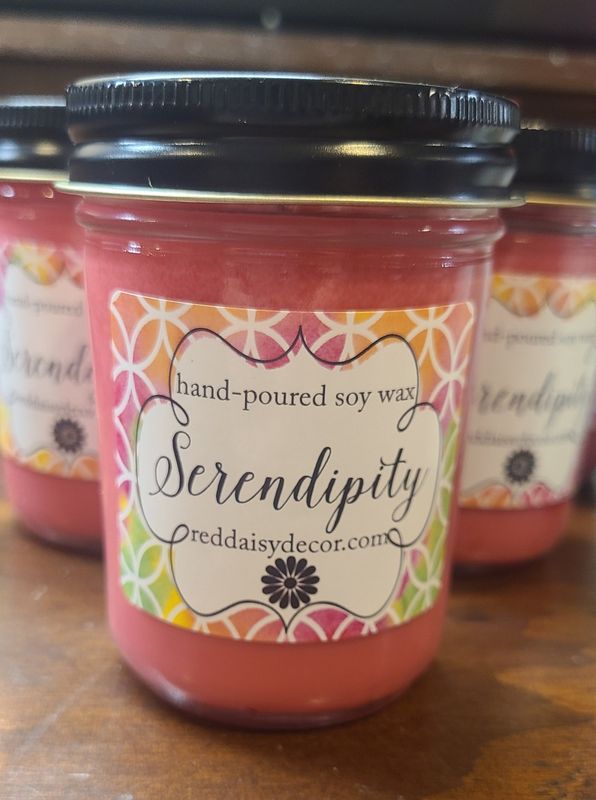 hand-poured soy wax
Serendipity
reddaisydecor.com